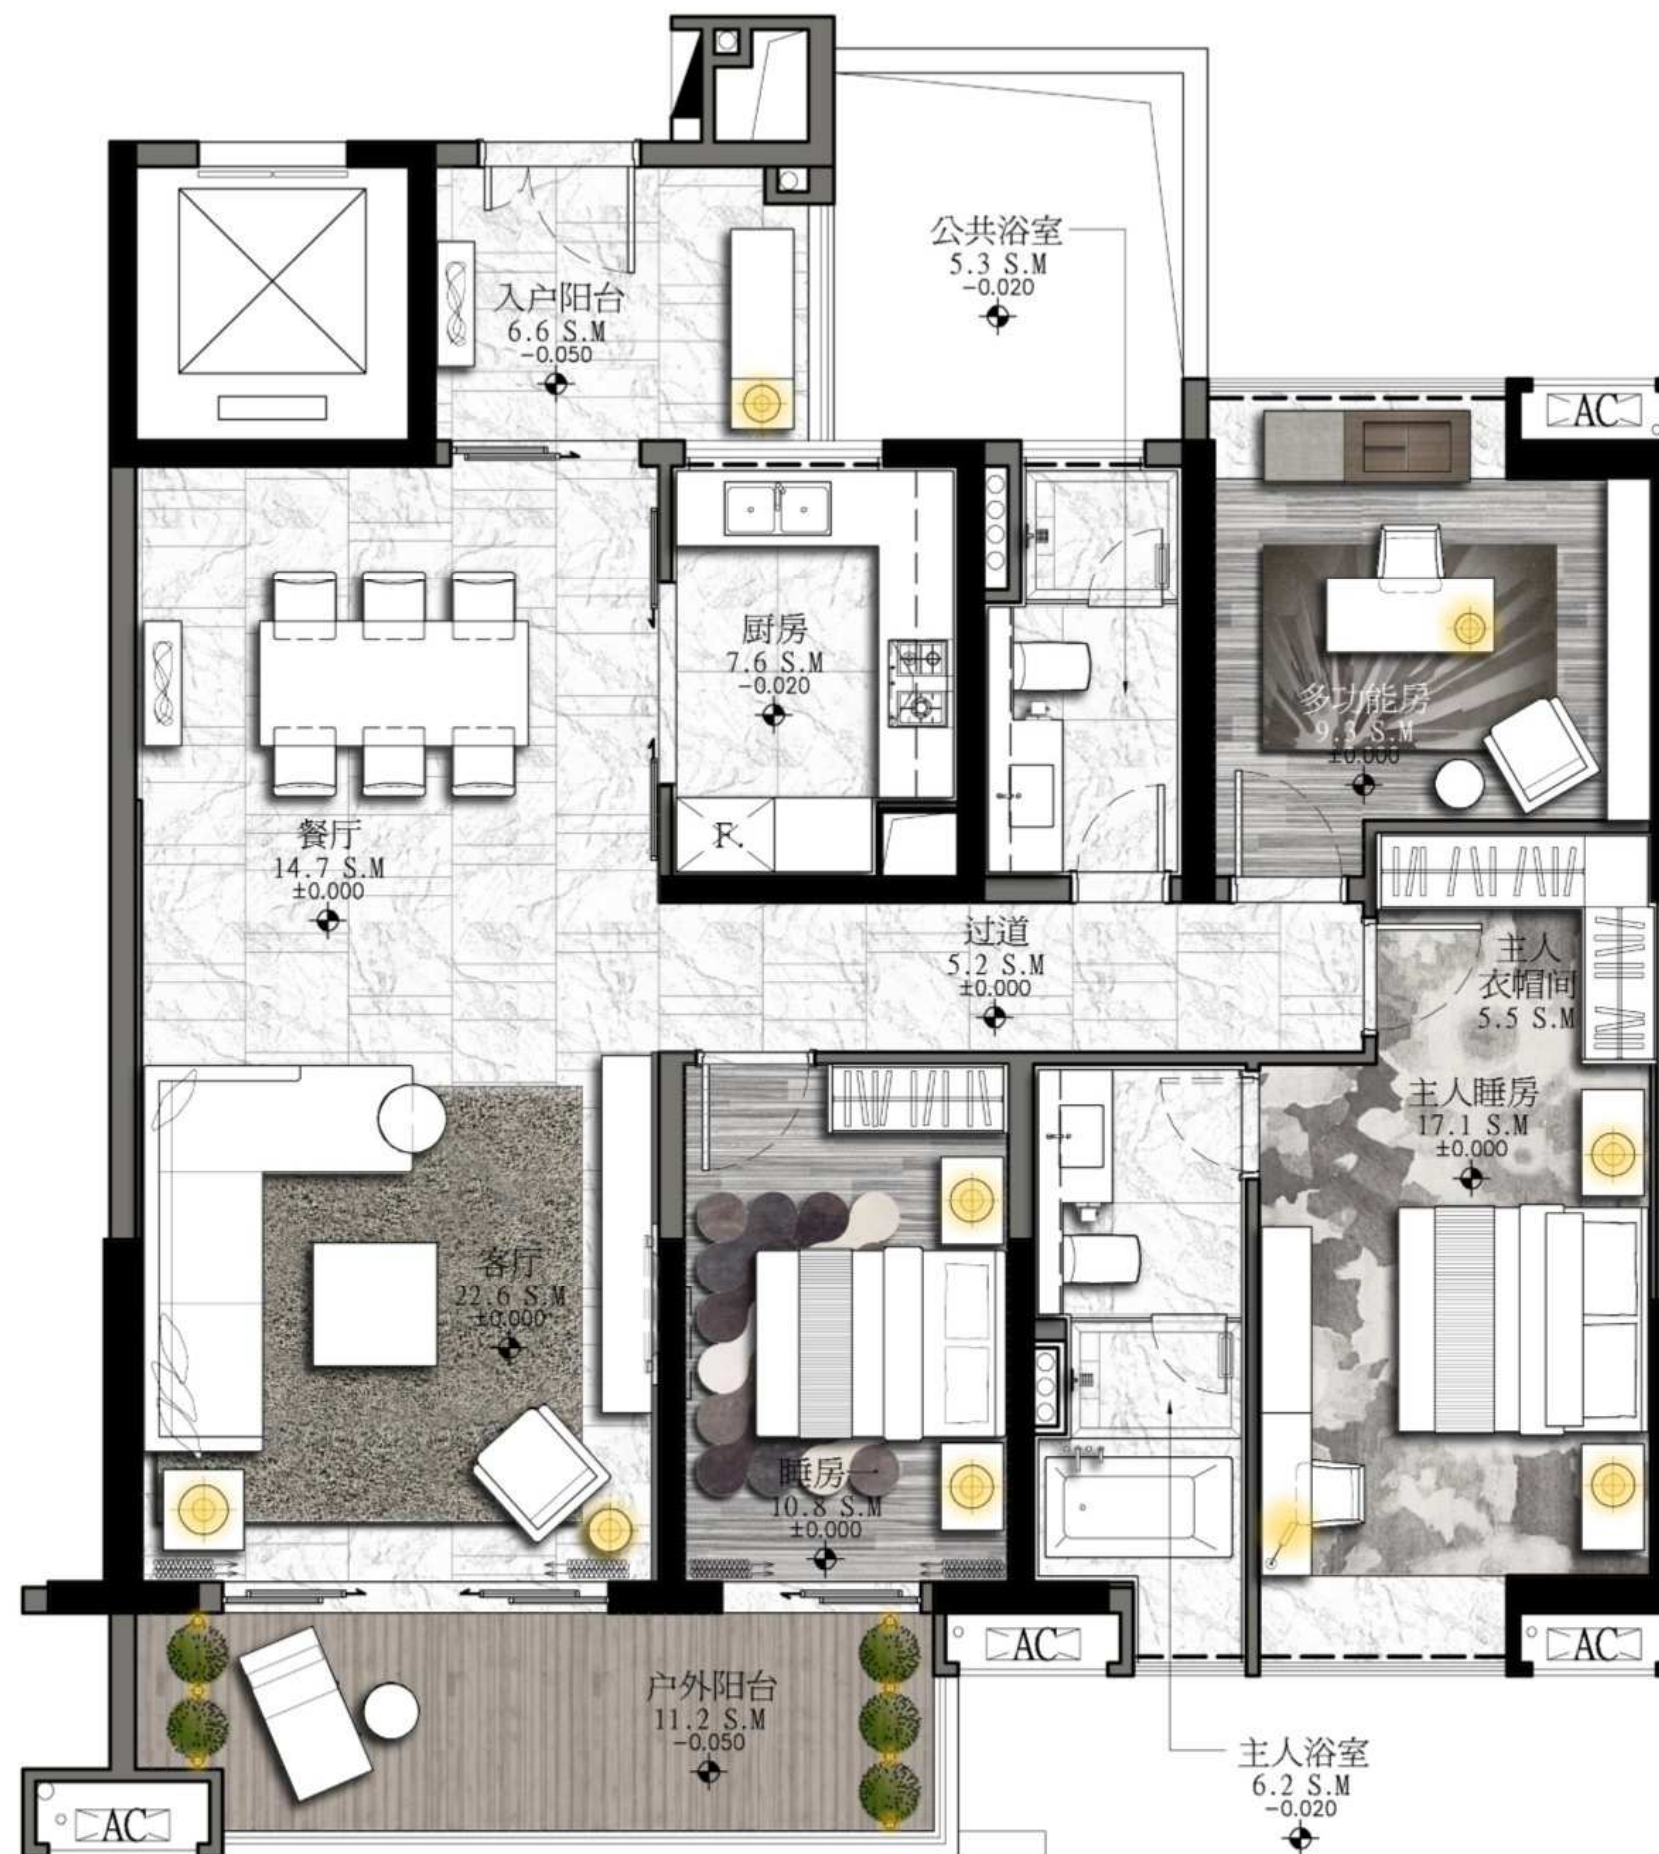 公共浴室
5.3 S.M
-0.020
入户阳台
6.6 S.M
-0.050
AC
厨房
7.6 S.M
-0.020
多功能房
9.3 S.M
±0.000
F.
餐厅
14.7 S.M
±0.000
过道
5.2 S.M
±0.000
主人
衣帽间
5.5 S.M
主人睡房
17.1 S.M
±0.000
客厅
22.6 S.M
±0.000
睡房一
10.8 S.M
±0.000
AC
AC
户外阳台
11.2 S.M
-0.050
主人浴室
6.2 S.M
-0.020
AC